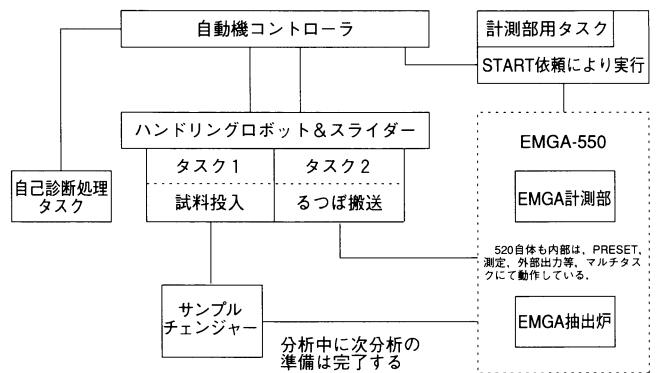 自動機コントローラ
計測部用タスク
START依頼により実行
ハンドリングロボット&スライダー
タスク1
タスク2
試料投入
るつぼ搬送
自己診断処理
タスク
EMGA-550
EMGA計測部
520自体も内部は、PRESET,
測定、外部出力等、マルチタス
クにて動作している。
サンプル
チェンジャー
EMGA抽出炉
分析中に次分析の
準備は完了する